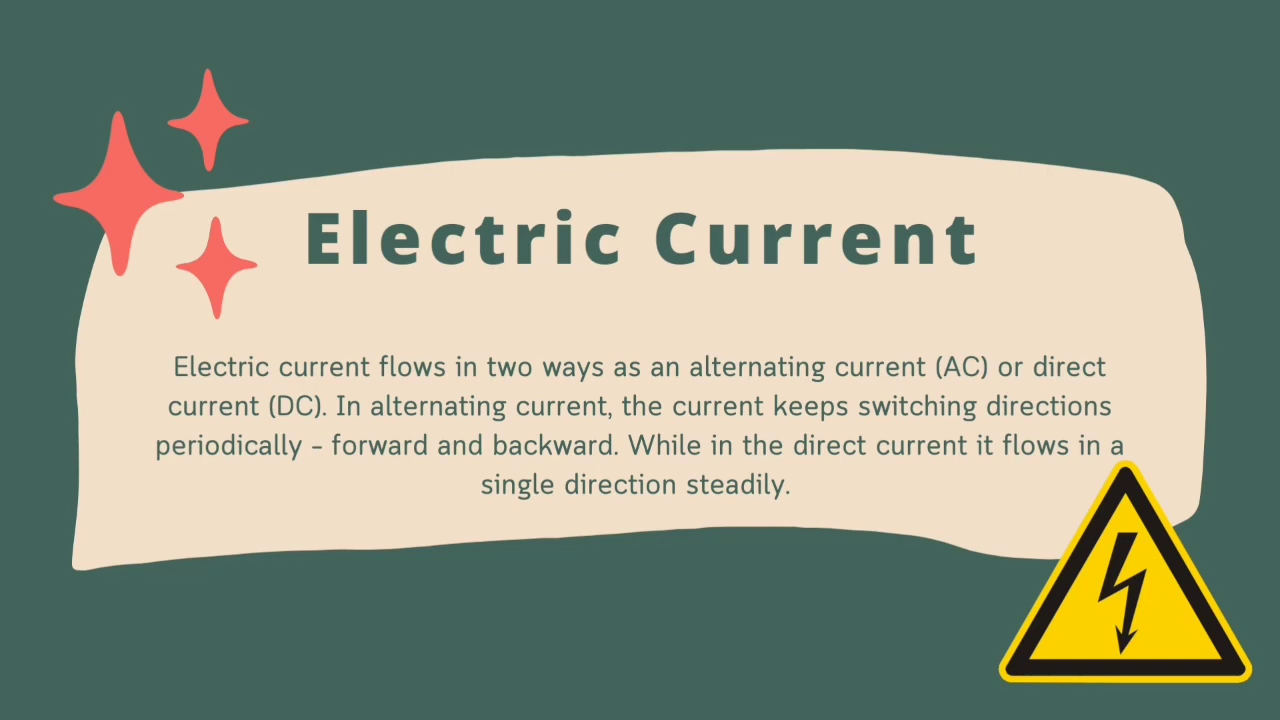 Electric Current
Electric current flows in two ways as an alternating current (AC) or direct
current (DC). In alternating current, the current keeps switching directions
periodically - forward and backward. While in the direct current it flows in a
single direction steadily.